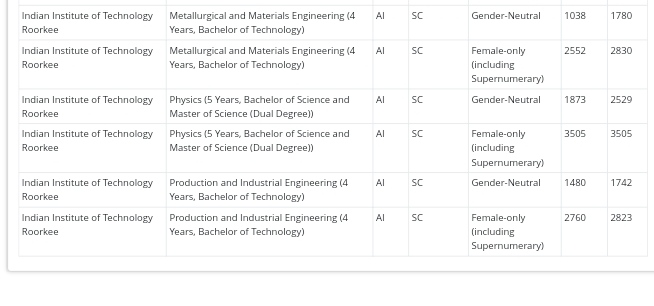 Indian Institute of Technology Metallurgical and Materials Engineering (4 AI SC Gender-Neutral 1038 1780
Roorkee Years, Bachelor of Technology)
Indian Institute of Technology Metallurgical and Materials Engineering (4 AI SC Female-only 2552 2830
Roorkee Years, Bachelor of Technology) (including
Supernumerary)
Indian Institute of Technology Physics (5 Years, Bachelor of Science and AI SC Gender-Neutral 1873 2529
Roorkee Master of Science (Dual Degree))
Indian Institute of Technology Physics (5 Years, Bachelor of Science and AI SC Female-only 3505 3505
Roorkee Master of Science (Dual Degree)) (including
Supernumerary)
Indian Institute of Technology Production and Industrial Engineering (4 AI SC Gender-Neutral 1480 1742
Roorkee Years, Bachelor of Technology)
Indian Institute of Technology Production and Industrial Engineering (4 AI SC Female-only 2760 2823
Roorkee Years, Bachelor of Technology) (including
Supernumerary)